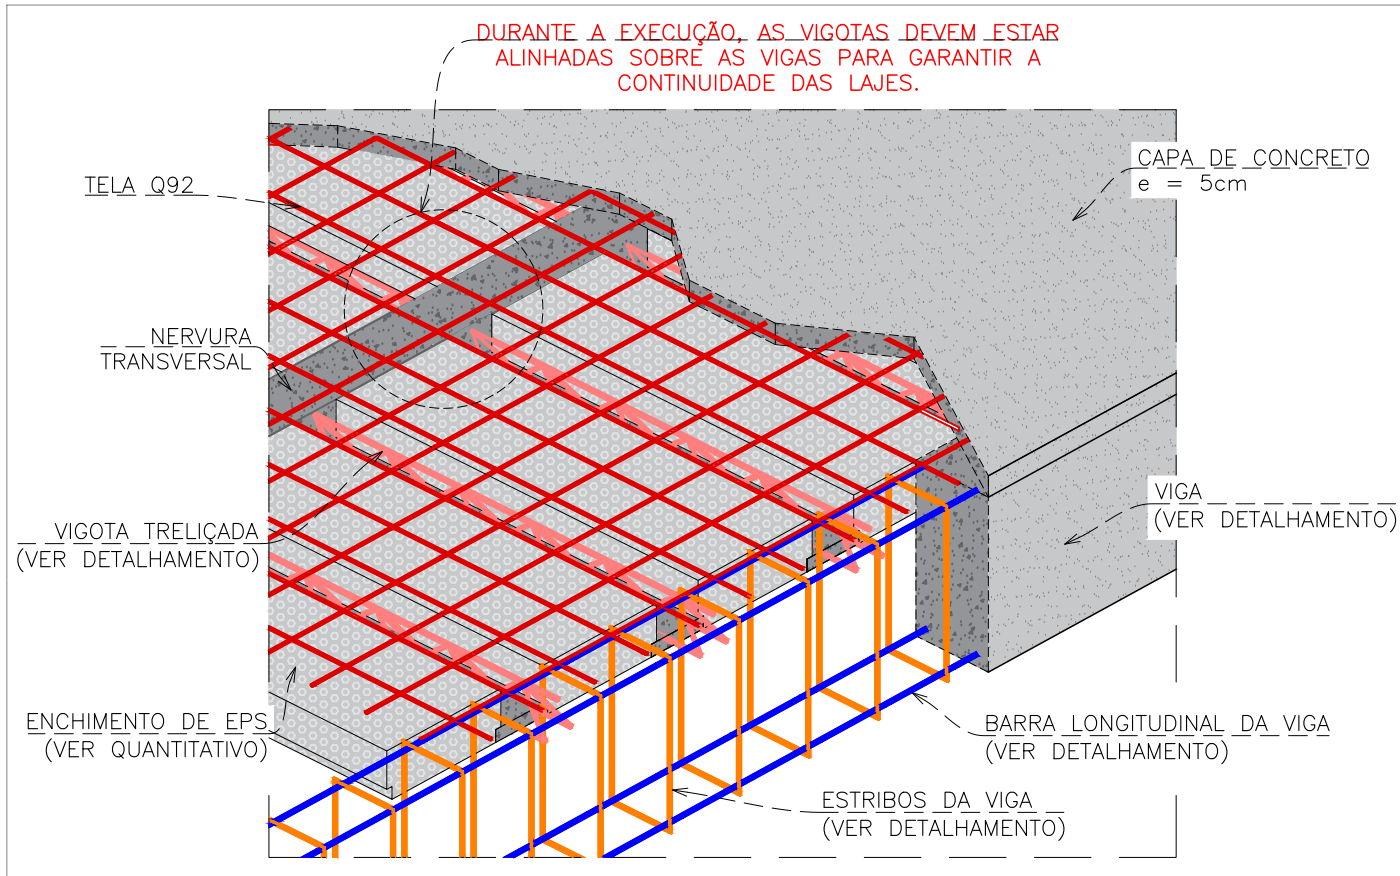 DURANTE A EXECUÇÃO, AS VIGOTAS DEVEM ESTAR
ALINHADAS SOBRE AS VIGAS PARA GARANTIR A
CONTINUIDADE DAS LAJES.
CAPA DE CONCRETO
e = 5cm
TELA Q92
NERVURA
TRANSVERSAL
VIGA
(VER DETALHAMENTO)
VIGOTA TRELIÇADA
(VER DETALHAMENTO)
ENCHIMENTO DE EPS
(VER QUANTITATIVO)
BARRA LONGITUDINAL DA VIGA
(VER DETALHAMENTO)
ESTRIBOS DA VIGA
(VER DETALHAMENTO)